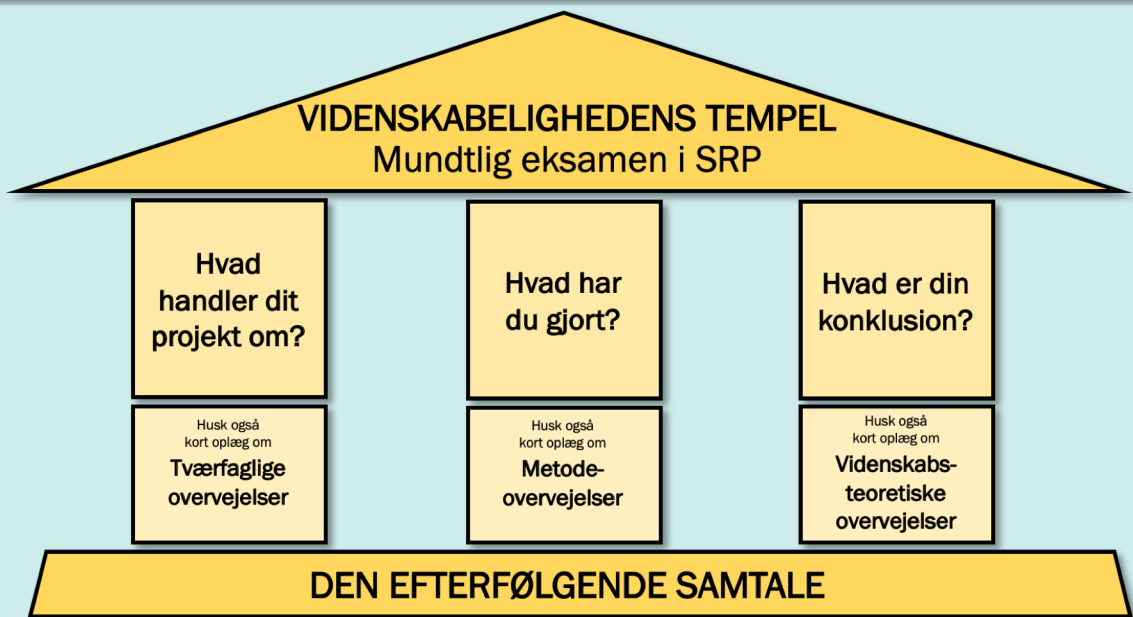 VIDENSKABELIGHEDENS TEMPEL
Mundtlig eksamen i SRP
Hvad
handler dit
projekt om?
Husk også
kort oplæg om
Tværfaglige
overvejelser
Hvad har
du gjort?
Husk også
kort oplæg om
Metode-
overvejelser
Hvad er din
konklusion?
Husk også
kort oplæg om
Videnskabs-
teoretiske
overvejelser
DEN EFTERFØLGENDE SAMTALE